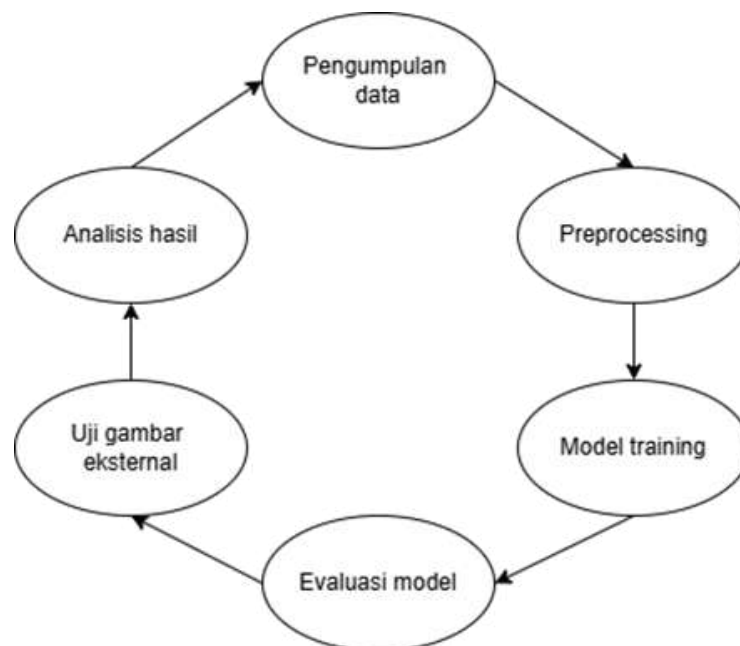 Pengumpulan
data
Preprocessing
Model training
Evaluasi model
Uji gambar
eksternal
Analisis hasil